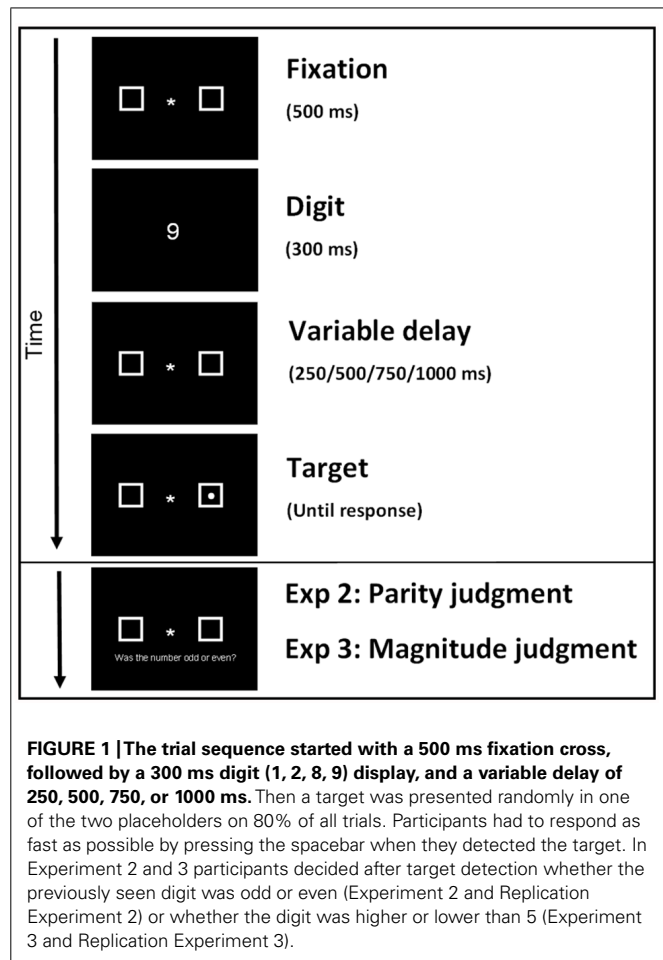 *
Fixation
(500 ms)
9
Digit
(300 ms)
*
Variable delay
(250/500/750/1000 ms)
Time
*
Target
(Until response)
*
Was the number odd or even?
Exp 2: Parity judgment
Exp 3: Magnitude judgment
FIGURE 1 | The trial sequence started with a 500 ms fixation cross,
followed by a 300 ms digit (1, 2, 8, 9) display, and a variable delay of
250, 500, 750, or 1000 ms. Then a target was presented randomly in one
of the two placeholders on 80% of all trials. Participants had to respond as
fast as possible by pressing the spacebar when they detected the target. In
Experiment 2 and 3 participants decided after target detection whether the
previously seen digit was odd or even (Experiment 2 and Replication
Experiment 2) or whether the digit was higher or lower than 5 (Experiment
3 and Replication Experiment 3).